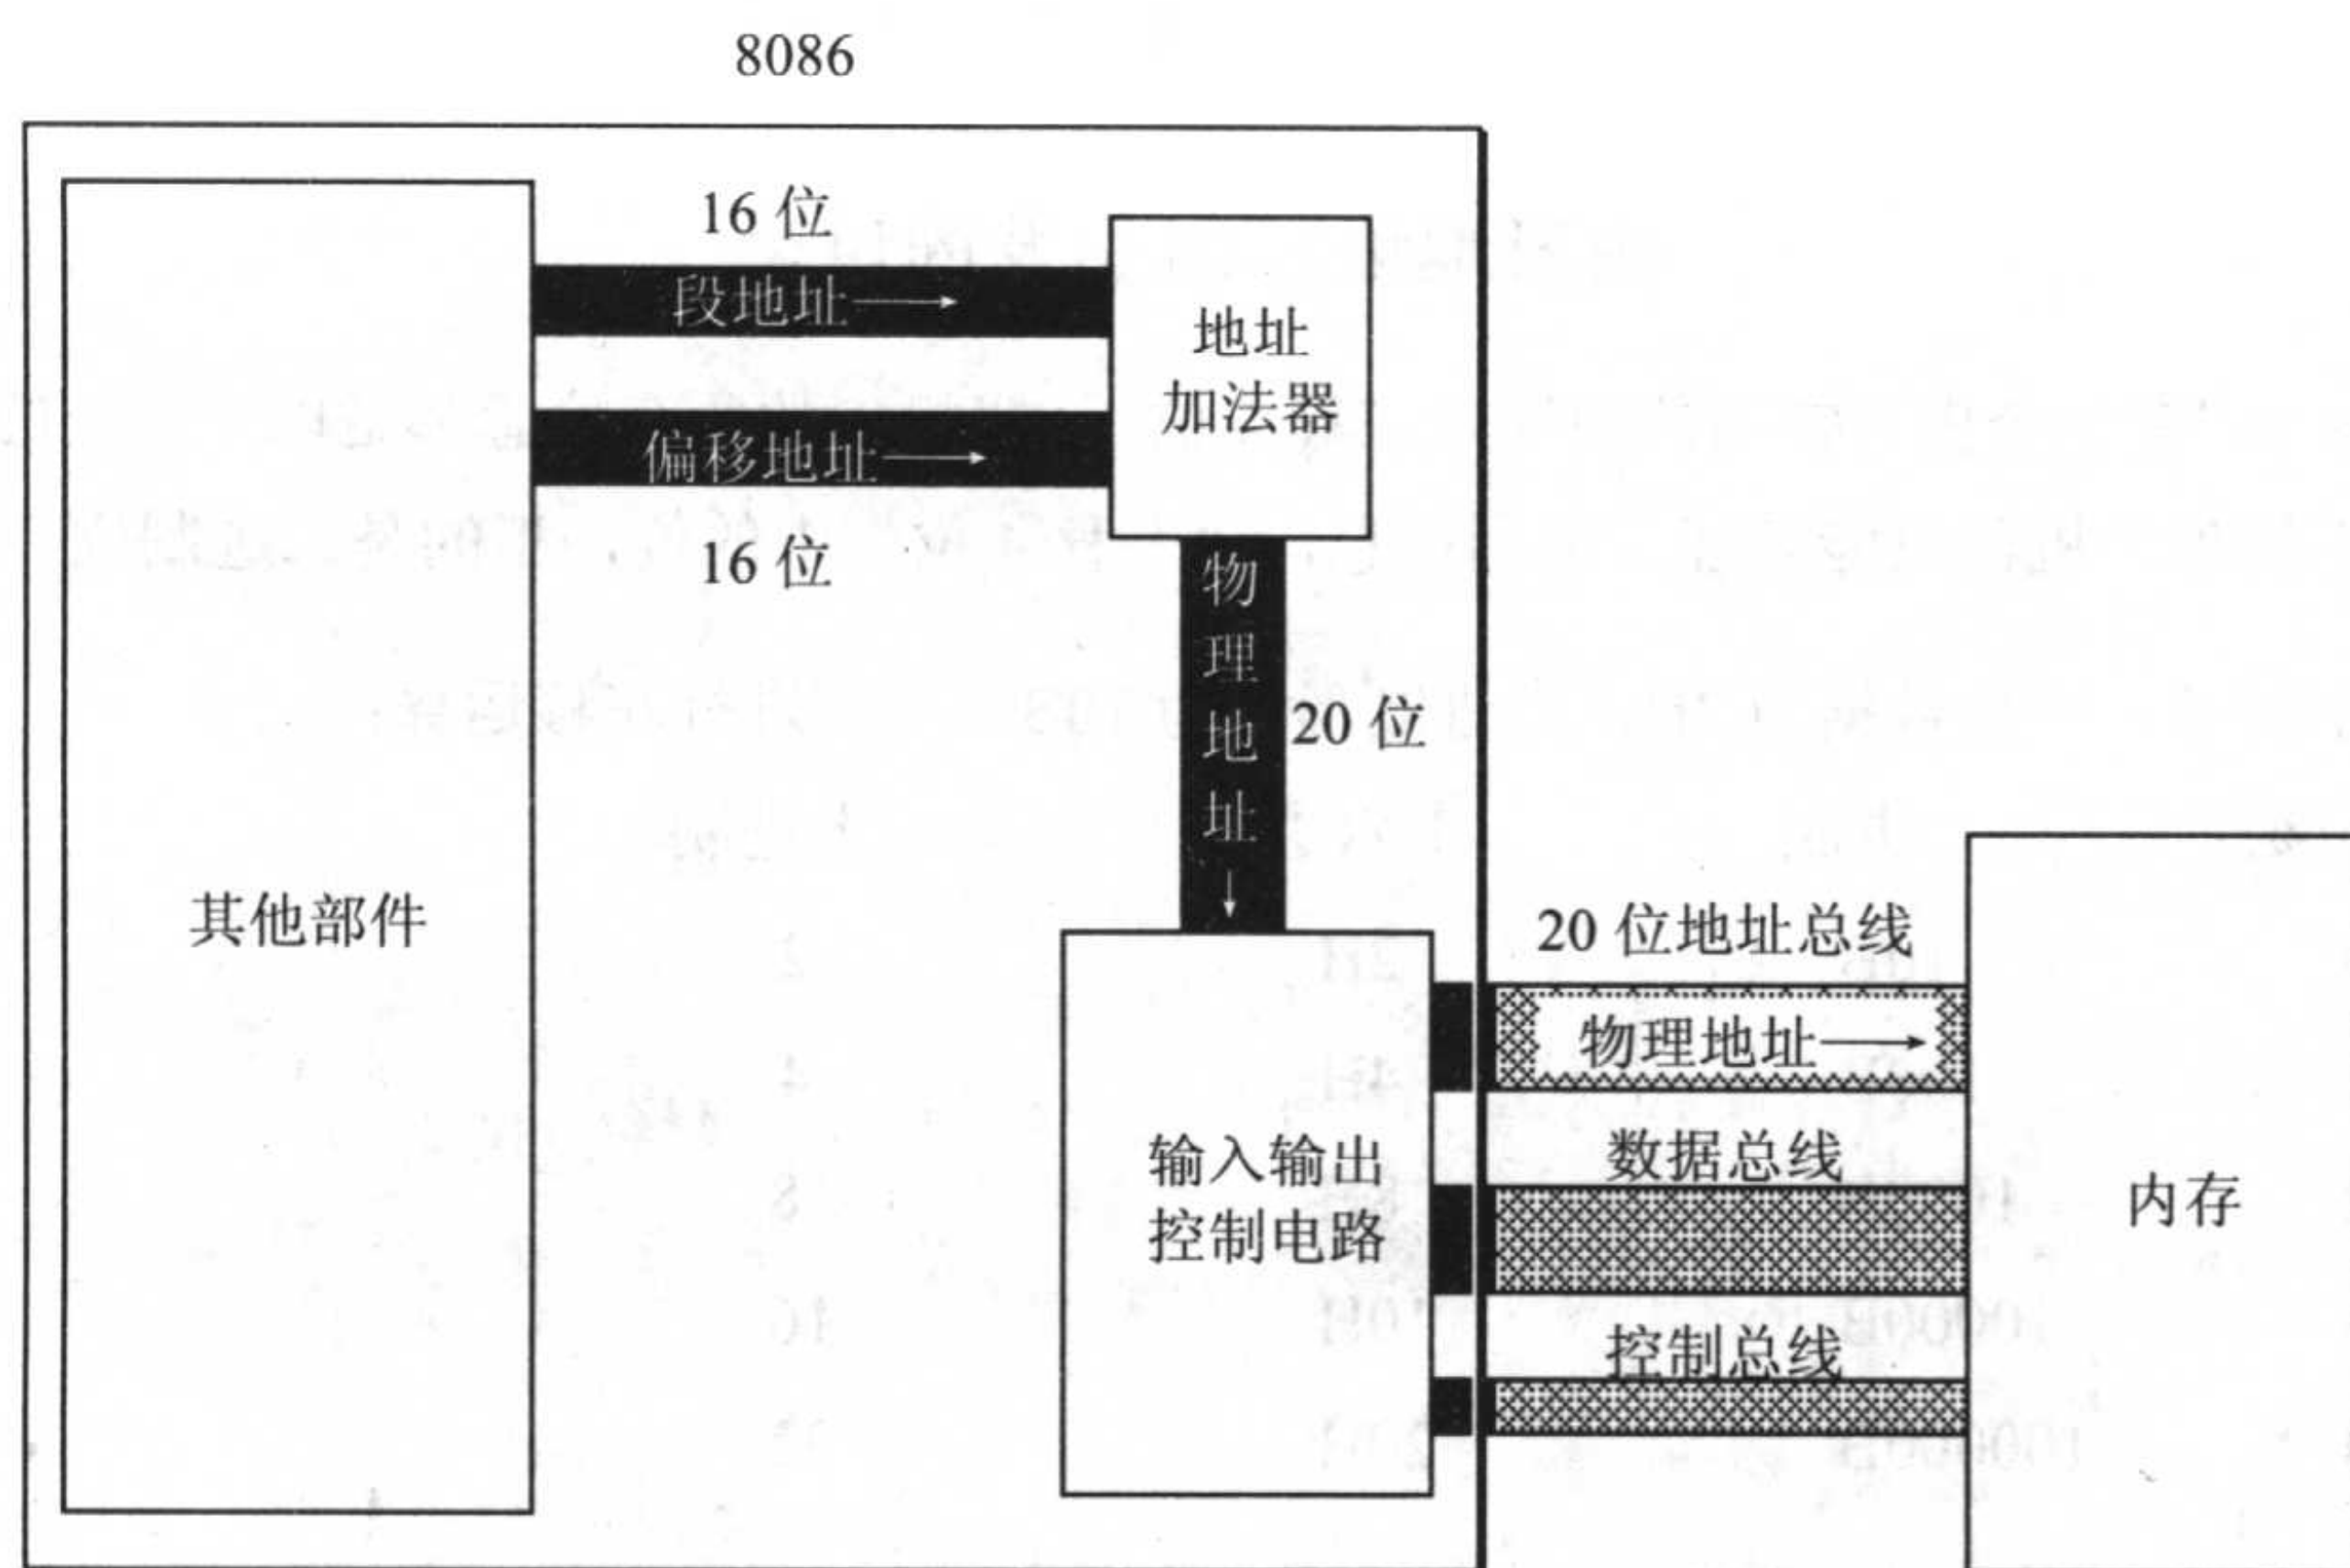 8086
16 位
段地址
偏移地址
16 位
地址
加法器
物
理
地
址
20 位
其他部件
20 位地址总线
物理地址
输入输出
控制电路
数据总线
控制总线
内存